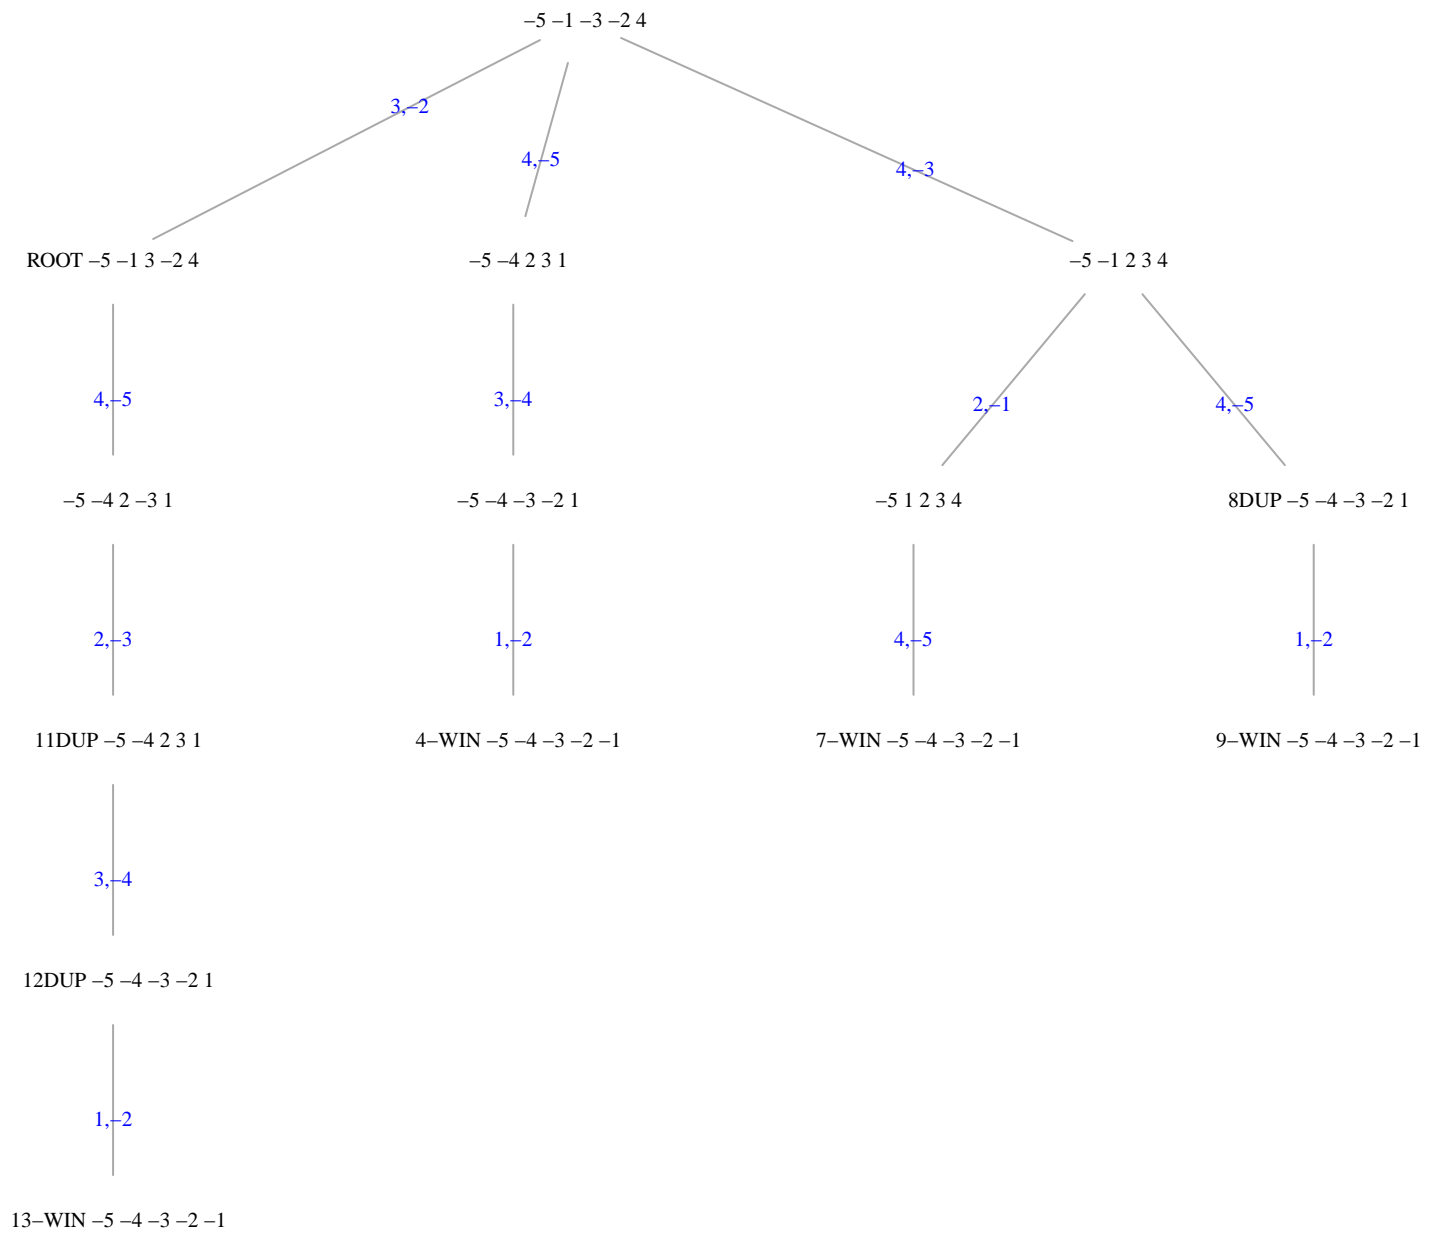 –5 –1 –3 –2 4
3,–2
4,–5
4,–3
ROOT –5 –1 3 –2 4
–5 –4 2 3 1
–5 –1 2 3 4
4,–5
3,–4
2,–1
4,–5
–5 –4 2 –3 1
–5 –4 –3 –2 1
–5 1 2 3 4
8DUP –5 –4 –3 –2 1
2,–3
1,–2
4,–5
1,–2
11DUP –5 –4 2 3 1
4–WIN –5 –4 –3 –2 –1
7–WIN –5 –4 –3 –2 –1
9–WIN –5 –4 –3 –2 –1
3,–4
12DUP –5 –4 –3 –2 1
1,–2
13–WIN –5 –4 –3 –2 –1